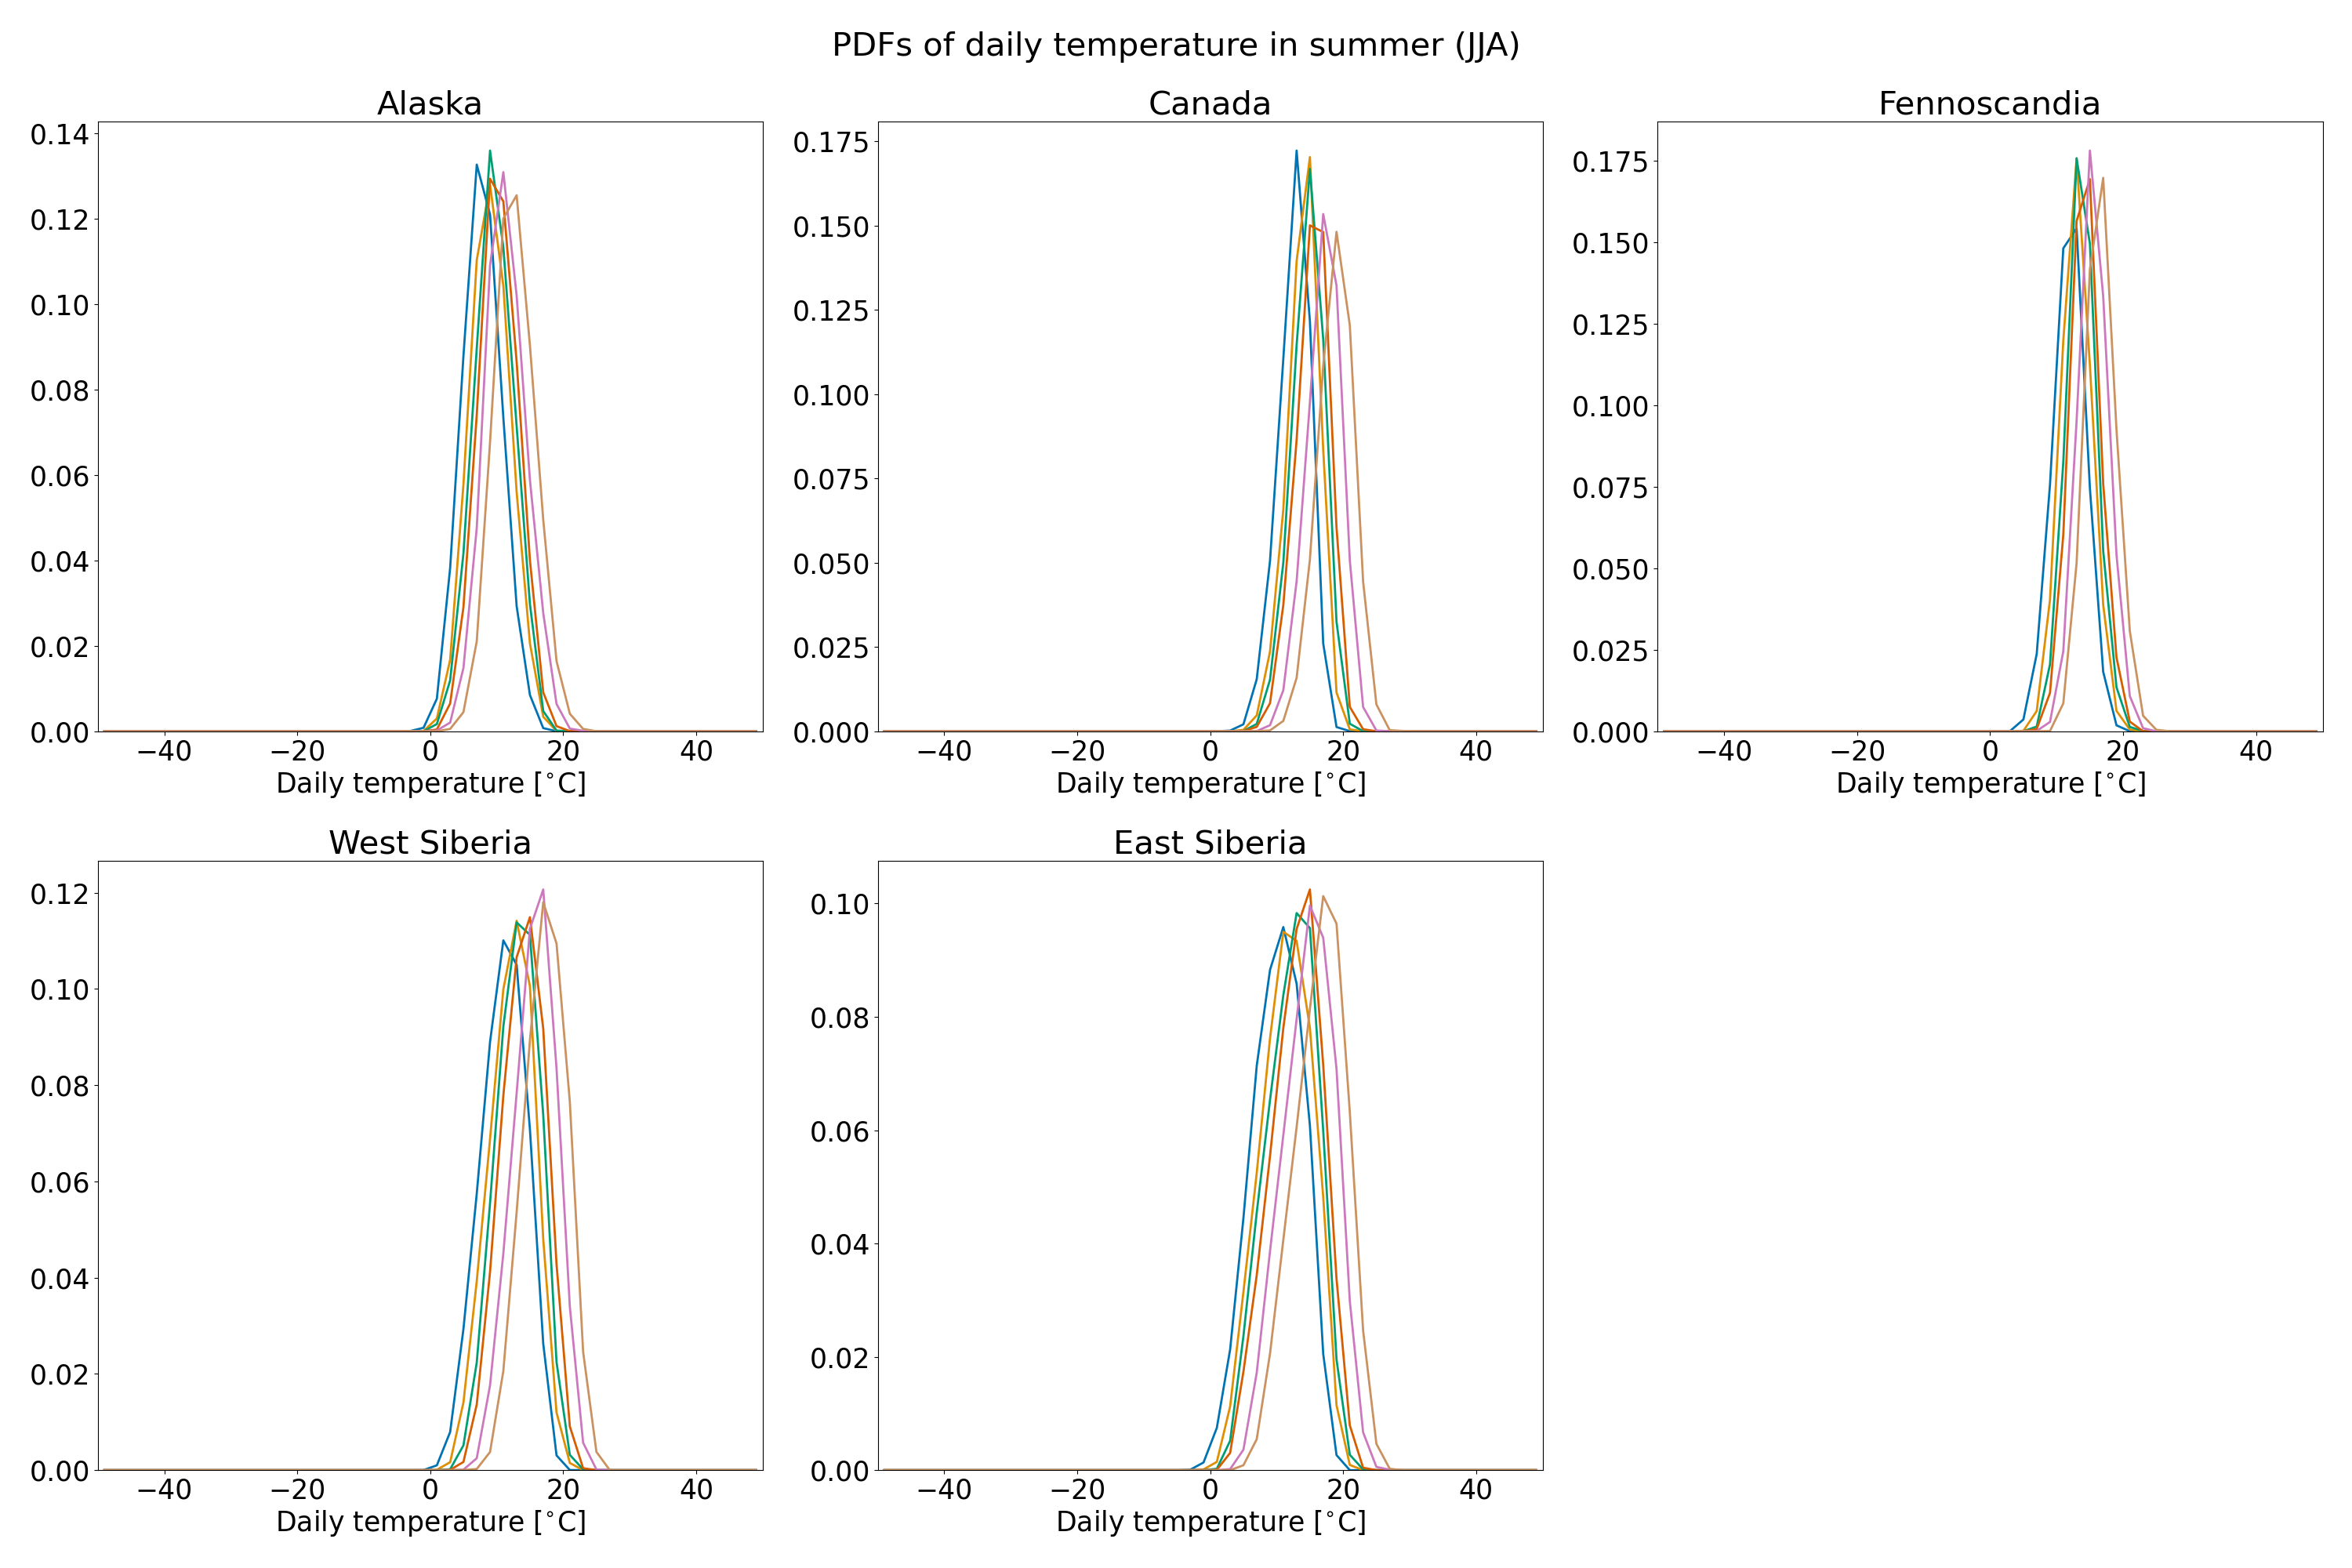 PDFs of daily temperature in summer (JJA)
Alaska
0.14
0.12
0.10
0.08
0.06
0.04
0.02
0.00
−40 −20 0 20 40
Daily temperature [°C]
Canada
0.175
0.150
0.125
0.100
0.075
0.050
0.025
0.000
−40 −20 0 20 40
Daily temperature [°C]
Fennoscandia
0.175
0.150
0.125
0.100
0.075
0.050
0.025
0.000
−40 −20 0 20 40
Daily temperature [°C]
West Siberia
0.12
0.10
0.08
0.06
0.04
0.02
0.00
−40 −20 0 20 40
Daily temperature [°C]
East Siberia
0.10
0.08
0.06
0.04
0.02
0.00
−40 −20 0 20 40
Daily temperature [°C]